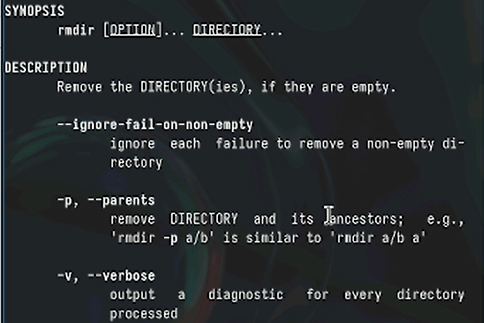 SYNOPSIS
rmdir [OPTION]... DIRECTORY...
DESCRIPTION
Remove the DIRECTORY(ies), if they are empty.
--ignore-fail-on-non-empty
ignore each failure to remove a non-empty di-
rectory
-p, --parents
remove DIRECTORY and its ancestors; e.g.,
'rmdir -p a/b' is similar to 'rmdir a/b a'
-v, --verbose
output a diagnostic for every directory
processed